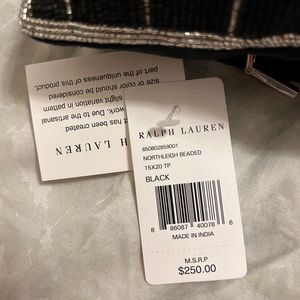 RALPH LAUREN
650802859001
NORTHLEIGH BEADED
15X20 TP
BLACK
8 86087 40078 6
MADE IN INDIA
M.S.R.P
$250.00
H LAUREN
has been created
work. Due to the artisanal
slight variation in pattern
size or color should be considered
part of the uniqueness of this product.